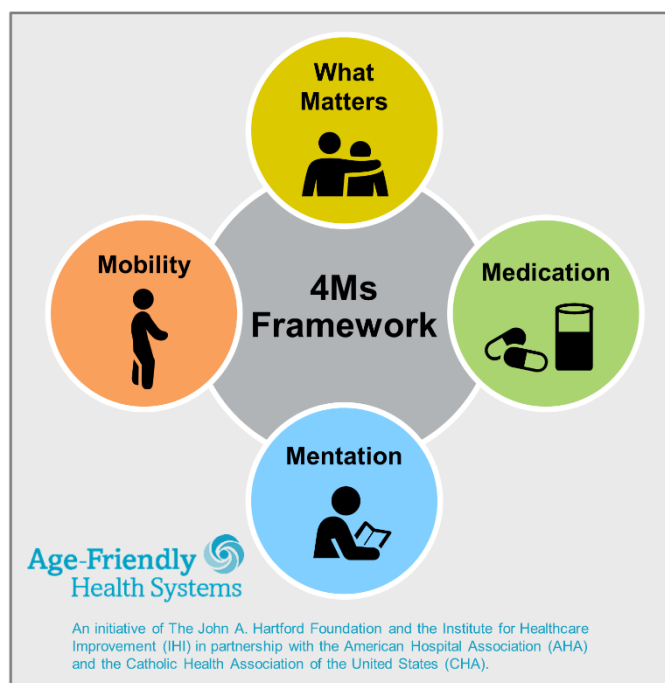 What
Matters
Mobility
4Ms
Framework
Medication
Mentation
Age-Friendly
Health Systems
An initiative of The John A. Hartford Foundation and the Institute for Healthcare
Improvement (IHI) in partnership with the American Hospital Association (AHA)
and the Catholic Health Association of the United States (CHA).